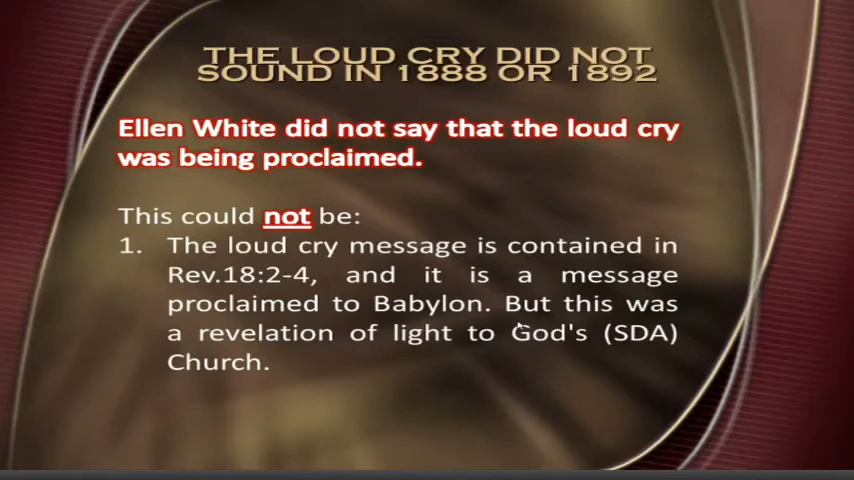 THE LOUD CRY DID NOT
SOUND IN 1888 OR 1892
Ellen White did not say that the loud cry
was being proclaimed.
This could not be:
1. The loud cry message is contained in
Rev.18:2-4, and it is a message
proclaimed to Babylon. But this was
a revelation of light to God's (SDA)
Church.